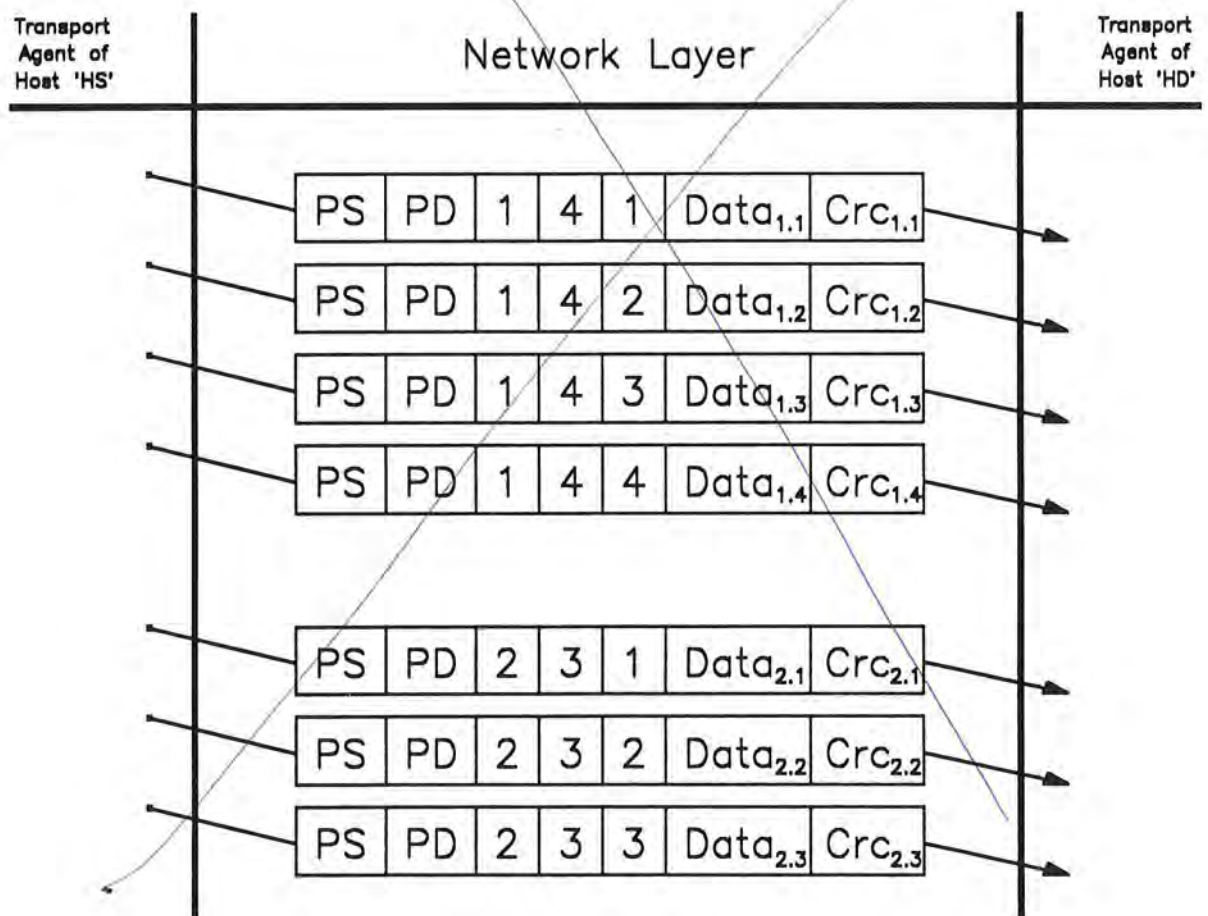 Transport
Agent of
Host 'HS'
Network Layer
Transport
Agent of
Host 'HD'
PS PD 1 4 1 Data1.1 Crc1.1
PS PD 1 4 2 Data1.2 Crc1.2
PS PD 1 4 3 Data1.3 Crc1.3
PS PD 1 4 4 Data1.4 Crc1.4
PS PD 2 3 1 Data2.1 Crc2.1
PS PD 2 3 2 Data2.2 Crc2.2
PS PD 2 3 3 Data2.3 Crc2.3